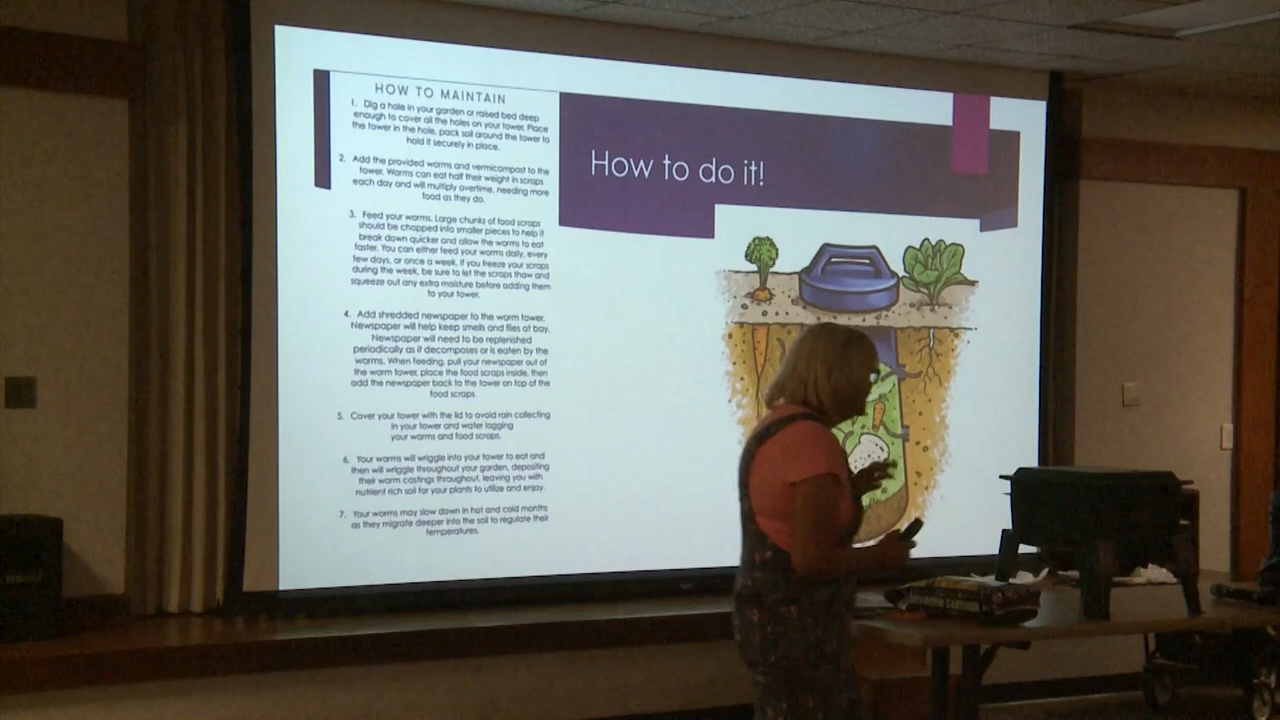 HOW TO MAINTAIN
1. Dig a hole in your garden or raised bed deep
enough to cover all the holes on your tower. Place
the tower in the hole, pack soil around the tower to
hold it securely in place.
2. Add the provided worms and vermicompost to the
tower. Worms can eat half their weight in scraps
each day and will multiply overtime, needing more
food as they do.
3. Feed your worms. Large chunks of food scraps
should be chopped into smaller pieces to help it
break down quicker and allow the worms to eat
faster. You can either feed your worms daily, every
few days, or once a week. If you freeze your scraps
during the week, be sure to let the scraps thaw and
squeeze out any extra moisture before adding them
to your tower.
4. Add shredded newspaper to the worm tower.
Newspaper will help keep smells and flies at bay.
Newspaper will need to be replenished
periodically as it decomposes or is eaten by the
worms. When feeding, pull your newspaper out of
the worm tower, place the food scraps inside, then
add the newspaper back to the tower on top of the
food scraps.
5. Cover your tower with the lid to avoid rain collecting
in your tower and water logging
your worms and food scraps.
6. Your worms will wriggle into your tower to eat and
then will wriggle throughout your garden, depositing
their worm castings throughout, leaving you with
nutrient rich soil for your plants to utilize and enjoy.
7. Your worms may slow down in hot and cold months
as they migrate deeper into the soil to regulate their
temperatures.
How to do it!